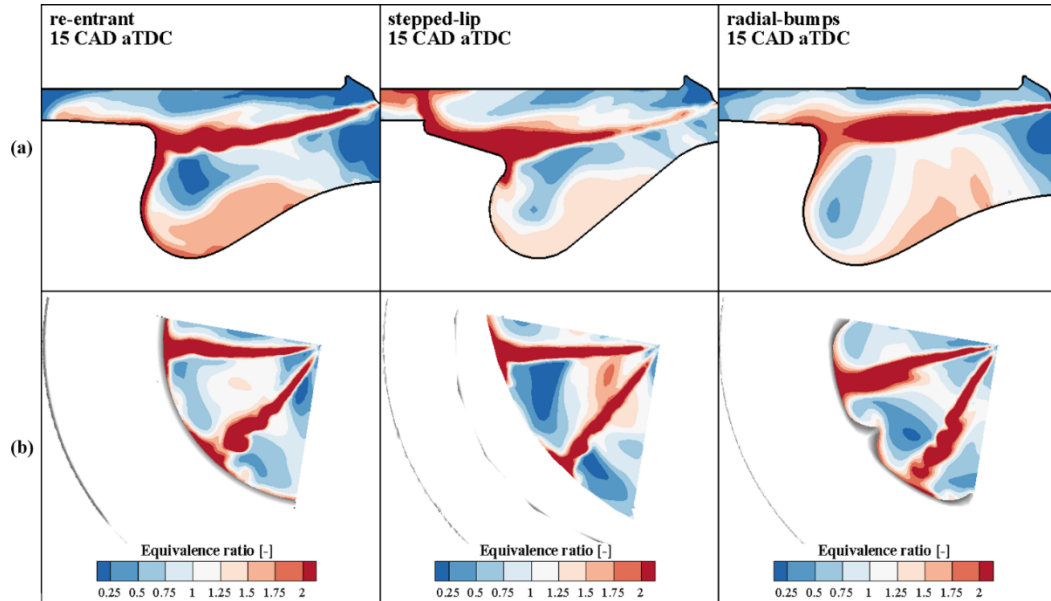 re-entrant
15 CAD aTDC
stepped-lip
15 CAD aTDC
radial-bumps
15 CAD aTDC
(a)
(b)
Equivalence ratio [-]
0.25 0.5 0.75 1 1.25 1.5 1.75 2
Equivalence ratio [-]
0.25 0.5 0.75 1 1.25 1.5 1.75 2
Equivalence ratio [-]
0.25 0.5 0.75 1 1.25 1.5 1.75 2